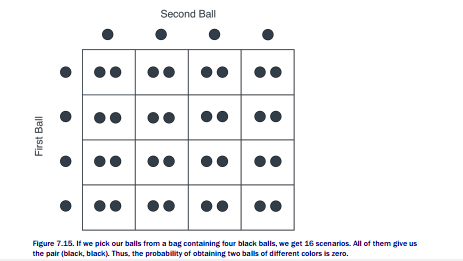 Second Ball
First Ball
Figure 7.15. If we pick our balls from a bag containing four black balls, we get 16 scenarios. All of them give us
the pair (black, black). Thus, the probability of obtaining two balls of different colors is zero.